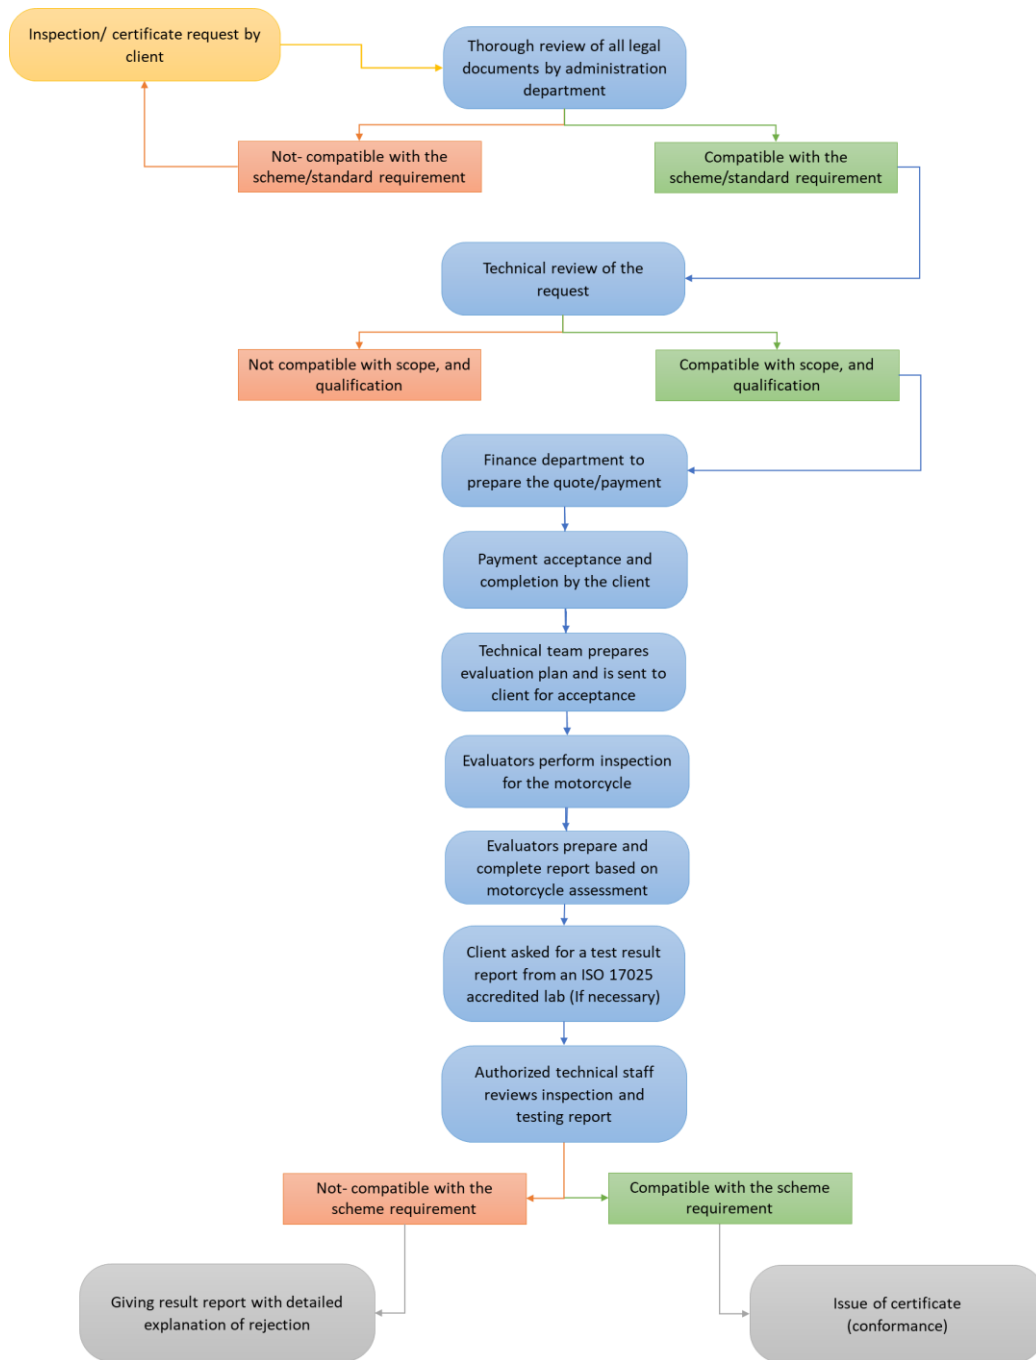 Inspection/ certificate request by
client
Thorough review of all legal
documents by administration
department
Not- compatible with the
scheme/standard requirement
Compatible with the
scheme/standard requirement
Technical review of the
request
Not compatible with scope, and
qualification
Compatible with scope, and
qualification
Finance department to
prepare the quote/payment
Payment acceptance and
completion by the client
Technical team prepares
evaluation plan and is sent to
client for acceptance
Evaluators perform inspection
for the motorcycle
Evaluators prepare and
complete report based on
motorcycle assessment
Client asked for a test result
report from an ISO 17025
accredited lab (If necessary)
Authorized technical staff
reviews inspection and
testing report
Not- compatible with the
scheme requirement
Compatible with the scheme
requirement
Giving result report with detailed
explanation of rejection
Issue of certificate
(conformance)